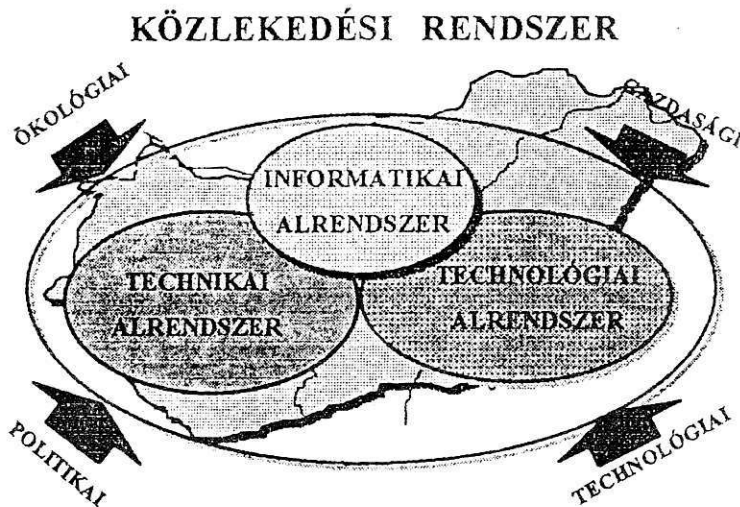 KÖZLEKEDÉSI RENDSZER
ÖKOLÓGIAI
GAZDASÁGI
INFORMATIKAI
ALRENDSZER
TECHNIKAI
ALRENDSZER
TECHNOLÓGIAI
ALRENDSZER
POLITIKAI
TECHNOLÓGIAI